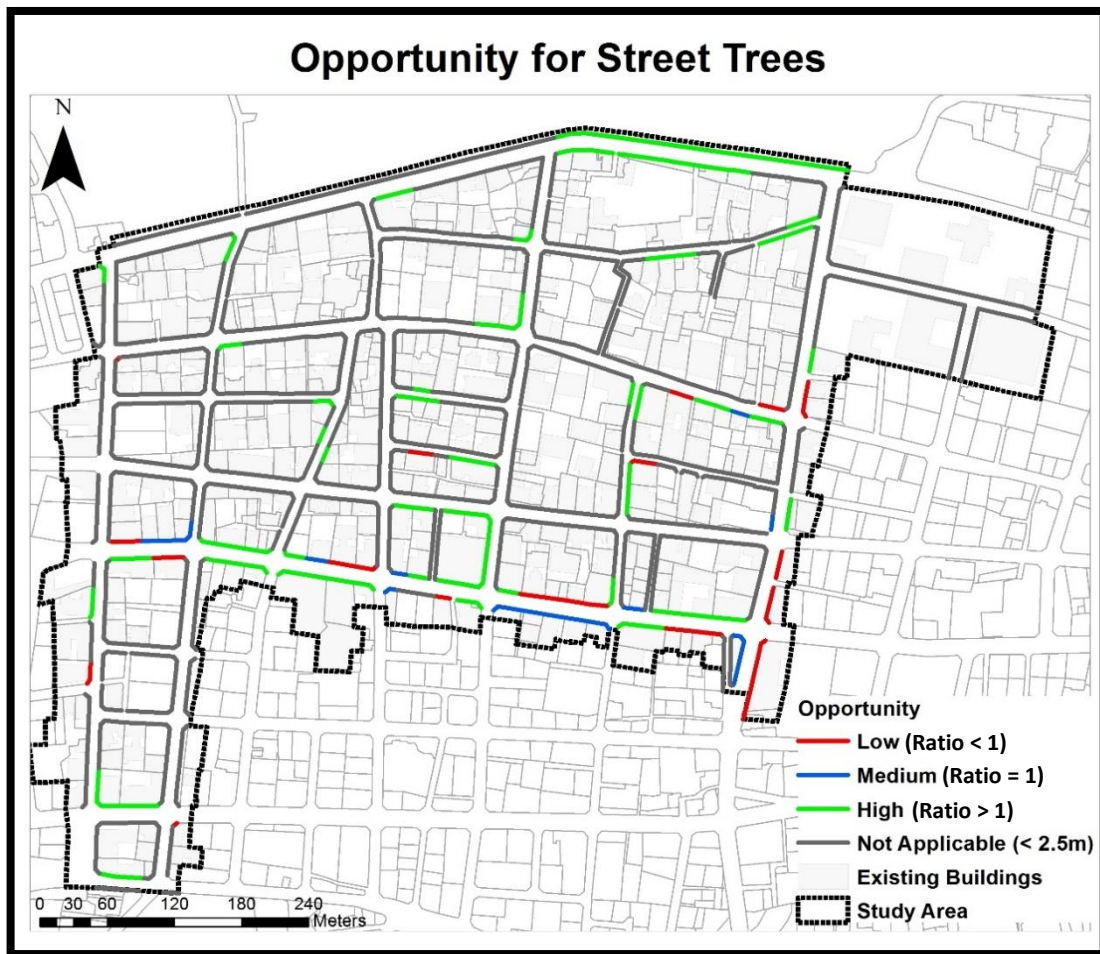 Opportunity for Street Trees
N
Opportunity
Low (Ratio < 1)
Medium (Ratio = 1)
High (Ratio > 1)
Not Applicable (< 2.5m)
Existing Buildings
Study Area
0 30 60 120 180 240
Meters